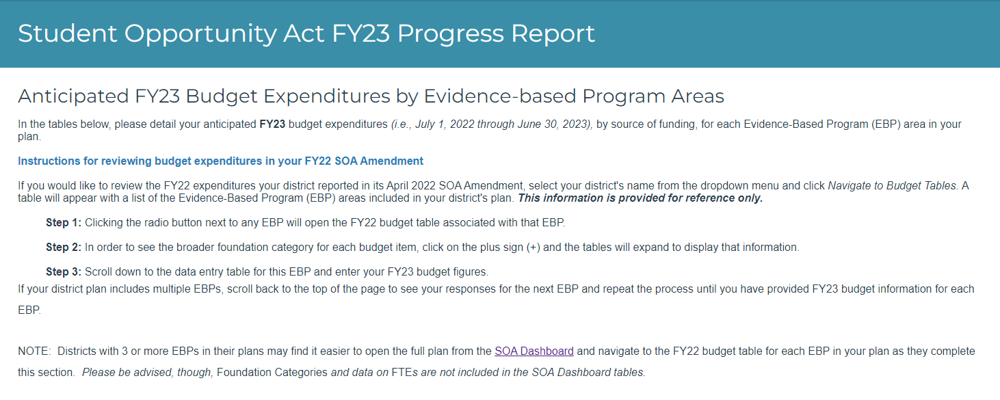 Student Opportunity Act FY23 Progress Report
Anticipated FY23 Budget Expenditures by Evidence-based Program Areas
In the tables below, please detail your anticipated FY23 budget expenditures (i.e., July 1, 2022 through June 30, 2023), by source of funding, for each Evidence-Based Program (EBP) area in your
plan.
Instructions for reviewing budget expenditures in your FY22 SOA Amendment
If you would like to review the FY22 expenditures your district reported in its April 2022 SOA Amendment, select your district's name from the dropdown menu and click Navigate to Budget Tables. A
table will appear with a list of the Evidence-Based Program (EBP) areas included in your district's plan. This information is provided for reference only.
Step 1: Clicking the radio button next to any EBP will open the FY22 budget table associated with that EBP.
Step 2: In order to see the broader foundation category for each budget item, click on the plus sign (+) and the tables will expand to display that information.
Step 3: Scroll down to the data entry table for this EBP and enter your FY23 budget figures.
If your district plan includes multiple EBPs, scroll back to the top of the page to see your responses for the next EBP and repeat the process until you have provided FY23 budget information for each
EBP.
NOTE:  Districts with 3 or more EBPs in their plans may find it easier to open the full plan from the SOA Dashboard and navigate to the FY22 budget table for each EBP in your plan as they complete
this section.  Please be advised, though, Foundation Categories and data on FTEs are not included in the SOA Dashboard tables.